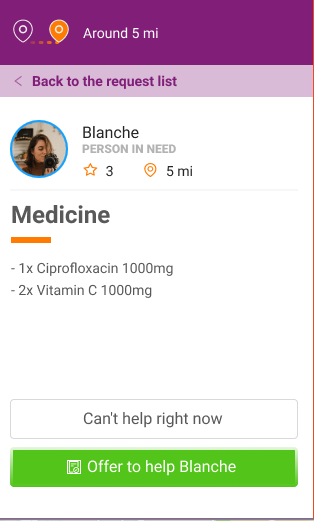 Around 5 mi
Back to the request list
Blanche
PERSON IN NEED
3 5 mi
Medicine
- 1x Ciprofloxacin 1000mg
- 2x Vitamin C 1000mg
Can't help right now
Offer to help Blanche